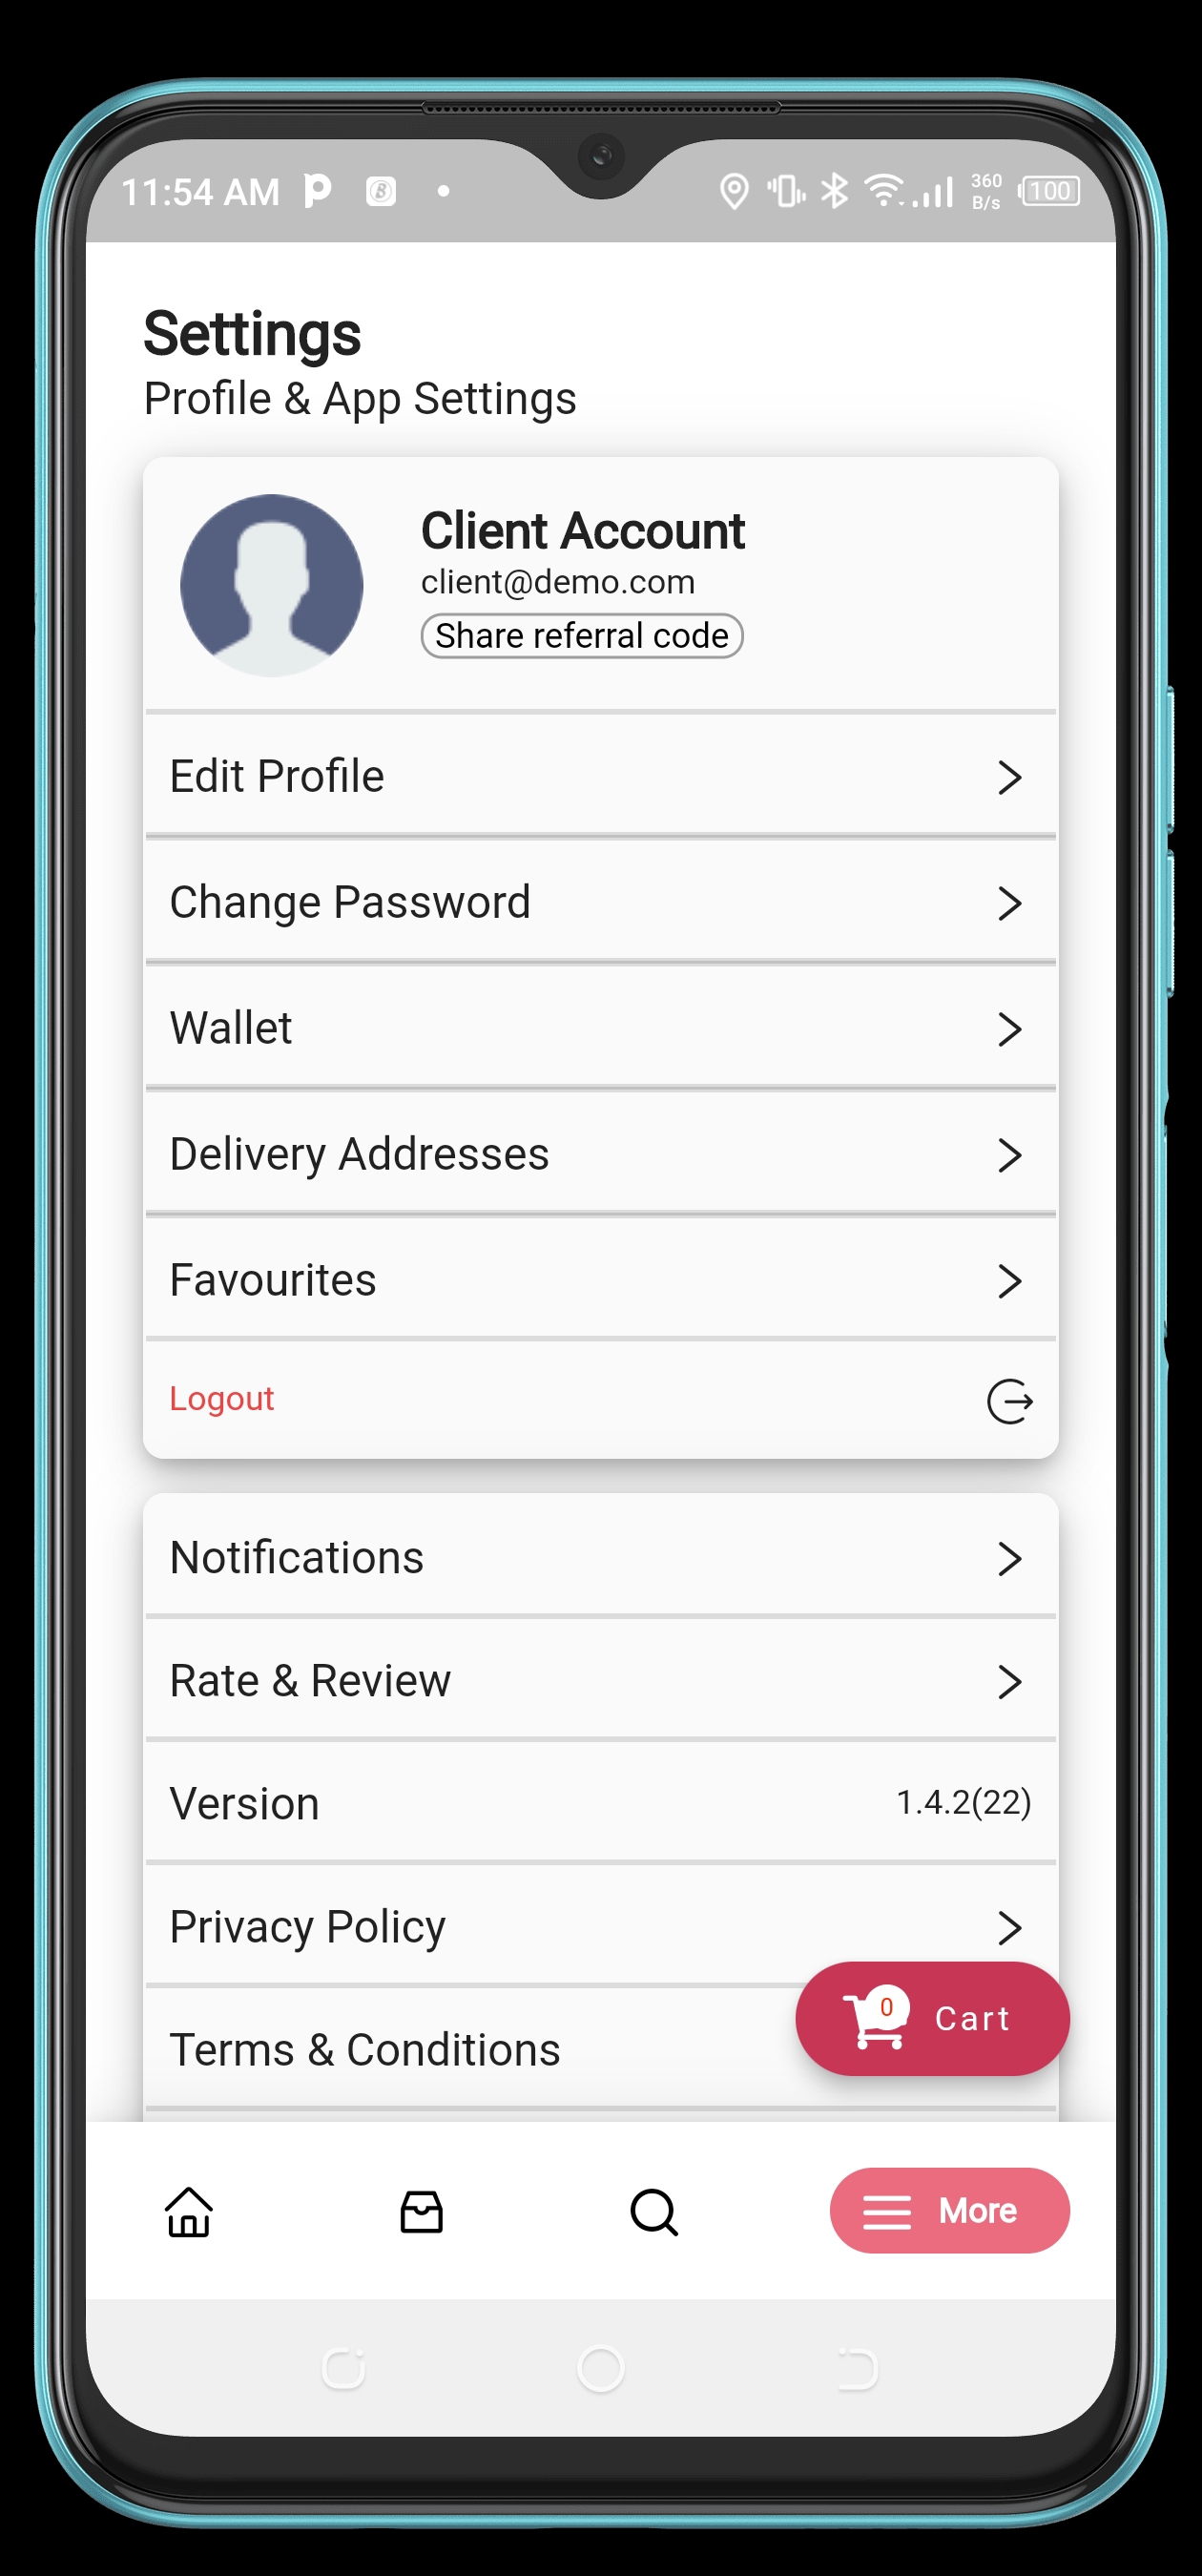 11:54 AM
360
B/s
100
Settings
Profile & App Settings
Client Account
client@demo.com
Share referral code
Edit Profile
Change Password
Wallet
Delivery Addresses
Favourites
Logout
Notifications
Rate & Review
Version 1.4.2(22)
Privacy Policy
0 Cart
Terms & Conditions
More